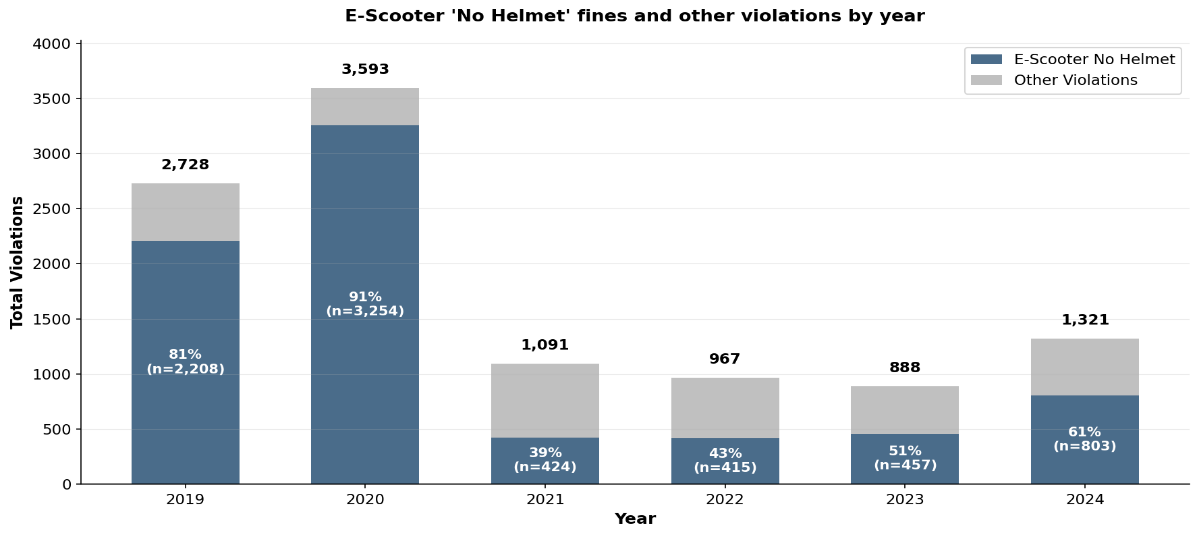 E-Scooter 'No Helmet' fines and other violations by year
E-Scooter No Helmet
Other Violations
Total Violations
4000
3500
3000
2500
2000
1500
1000
500
0
2,728
81%
(n=2,208)
3,593
91%
(n=3,254)
1,091
39%
(n=424)
967
43%
(n=415)
888
51%
(n=457)
1,321
61%
(n=803)
2019
2020
2021
2022
2023
2024
Year